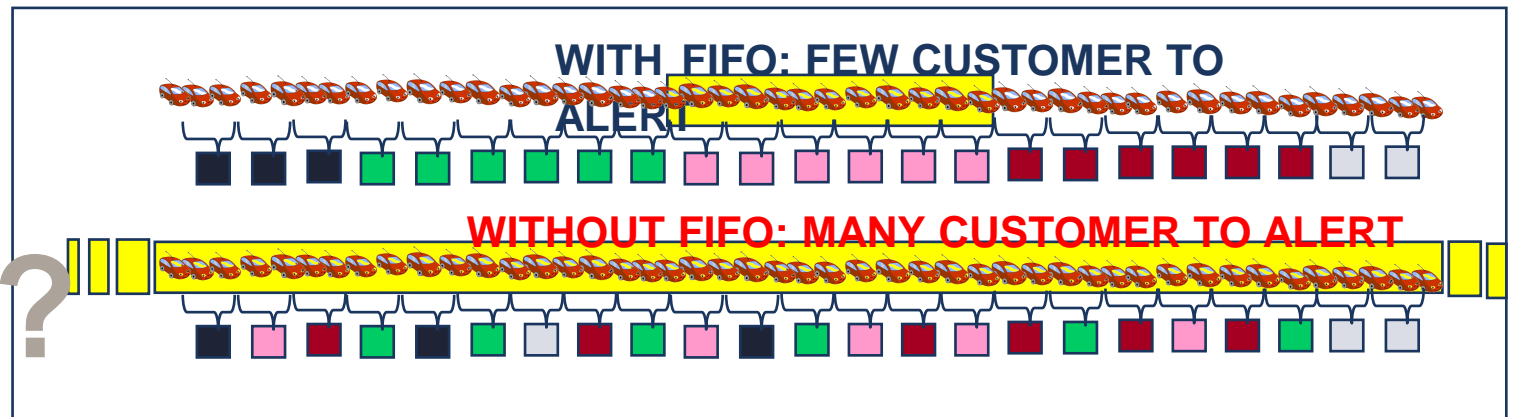 WITH FIFO: FEW CUSTOMER TO
ALERT
WITHOUT FIFO: MANY CUSTOMER TO ALERT
?